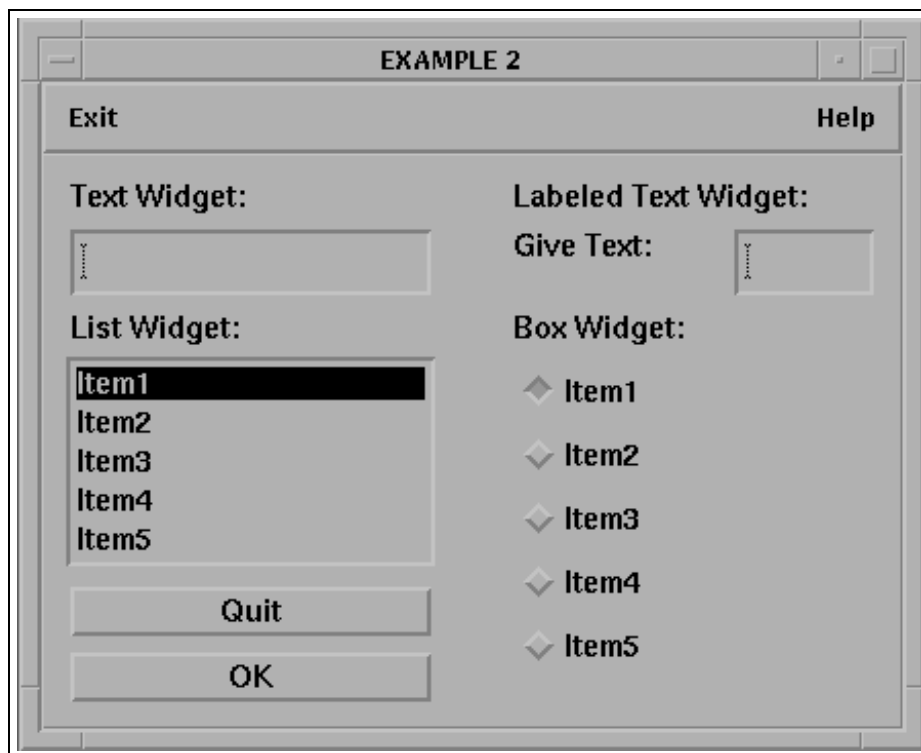 EXAMPLE 2
Exit
Help
Text Widget:
Labeled Text Widget:
Give Text:
List Widget:
Item1
Item2
Item3
Item4
Item5
Box Widget:
Item1
Item2
Item3
Item4
Item5
Quit
OK